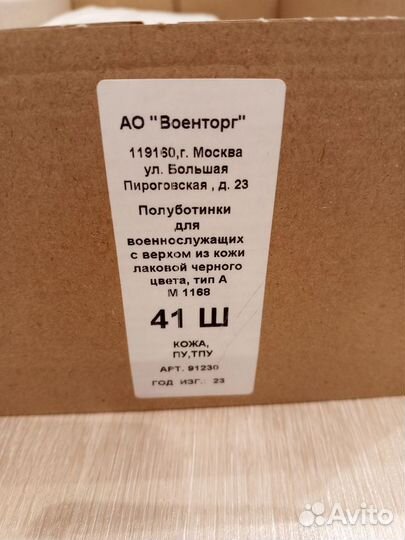 АО "Военторг"
119160,г. Москва
ул. Большая
Пироговская , д. 23
Полуботинки
для
военнослужащих
с верхом из кожи
лаковой черного
цвета, тип А
М 1168
41 Ш
КОЖА,
ПУ,ТПУ
АРТ. 91230
ГОД ИЗГ.: 23
Avito